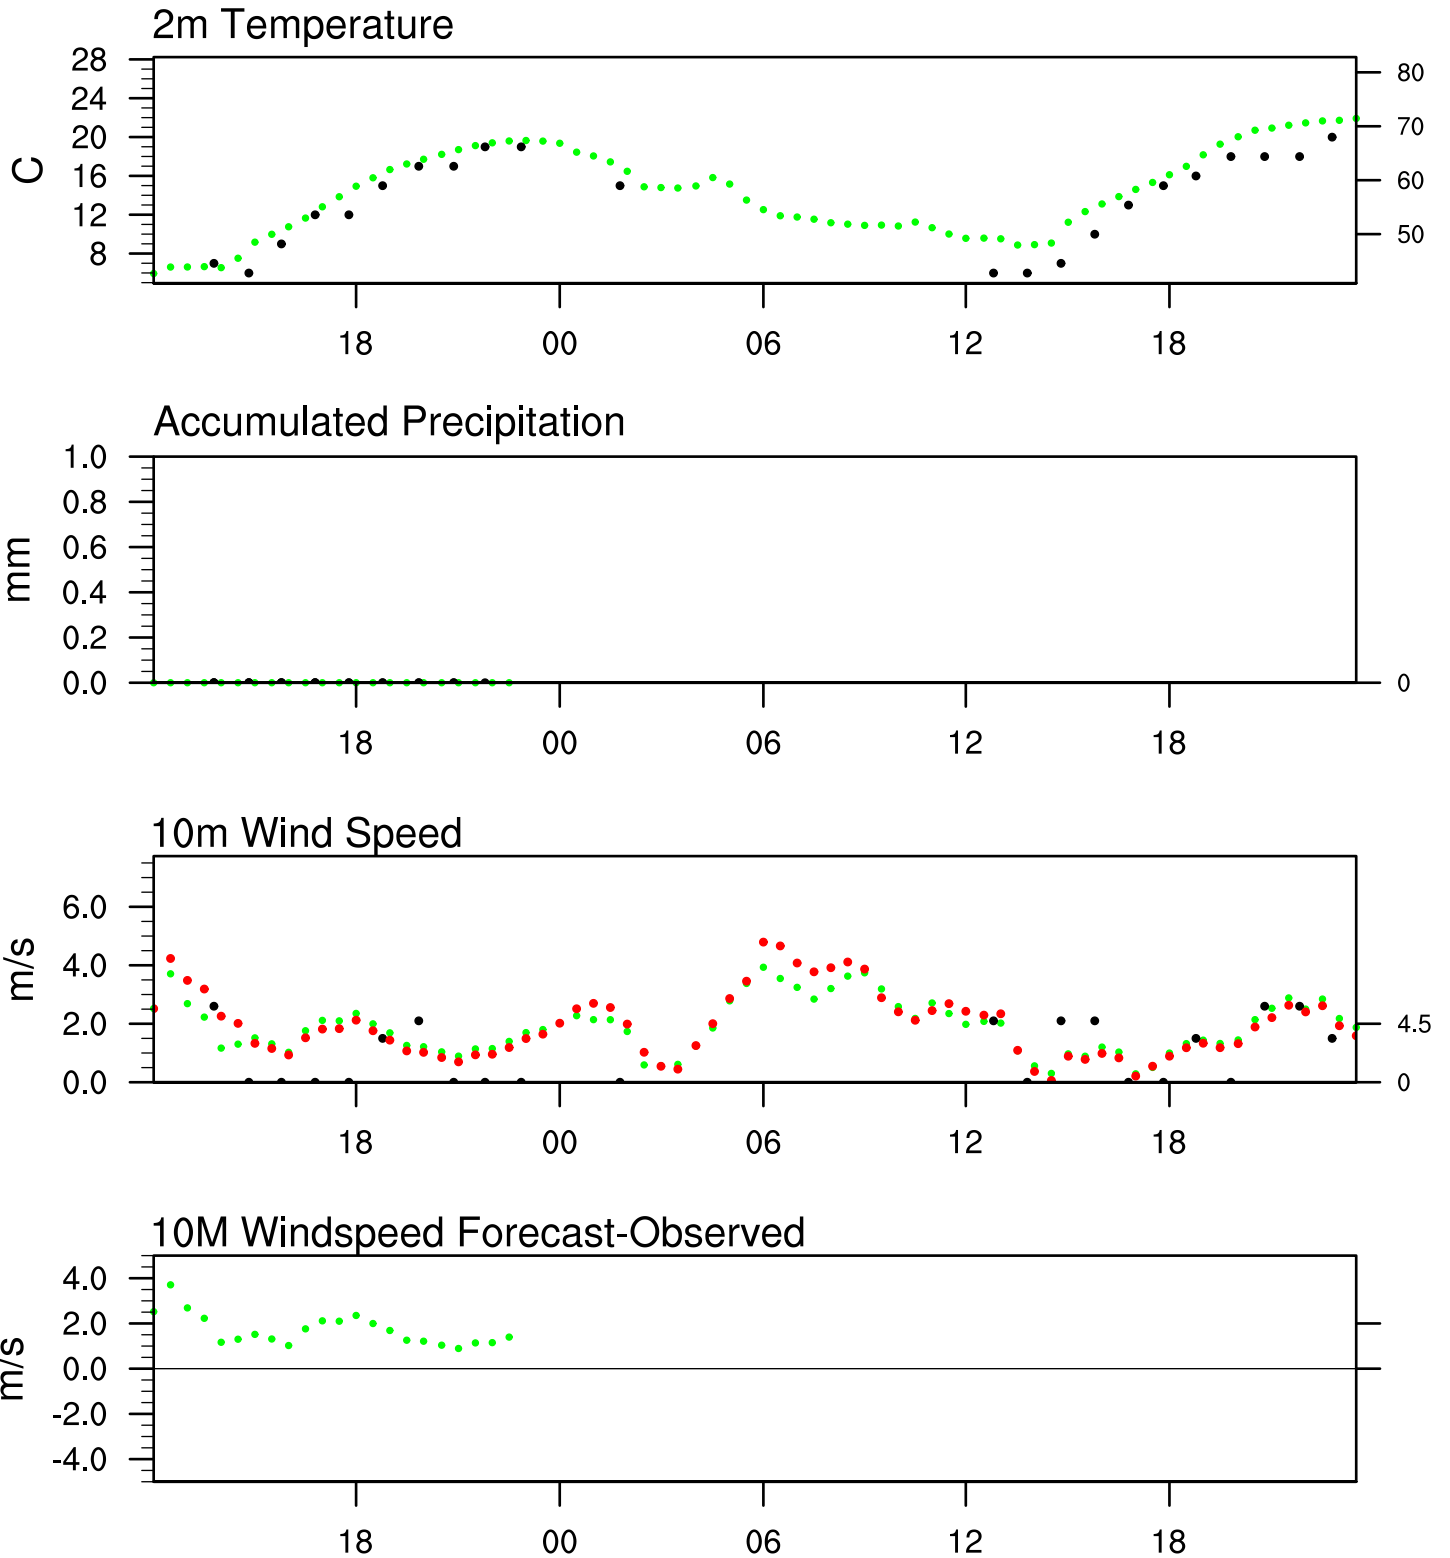 2m Temperature
C
28
24
20
16
12
8
80
70
60
50
18 00 06 12 18
Accumulated Precipitation
mm
1.0
0.8
0.6
0.4
0.2
0.0
0
18 00 06 12 18
10m Wind Speed
m/s
6.0
4.0
2.0
0.0
4.5
0
18 00 06 12 18
10M Windspeed Forecast-Observed
m/s
4.0
2.0
0.0
-2.0
-4.0
18 00 06 12 18